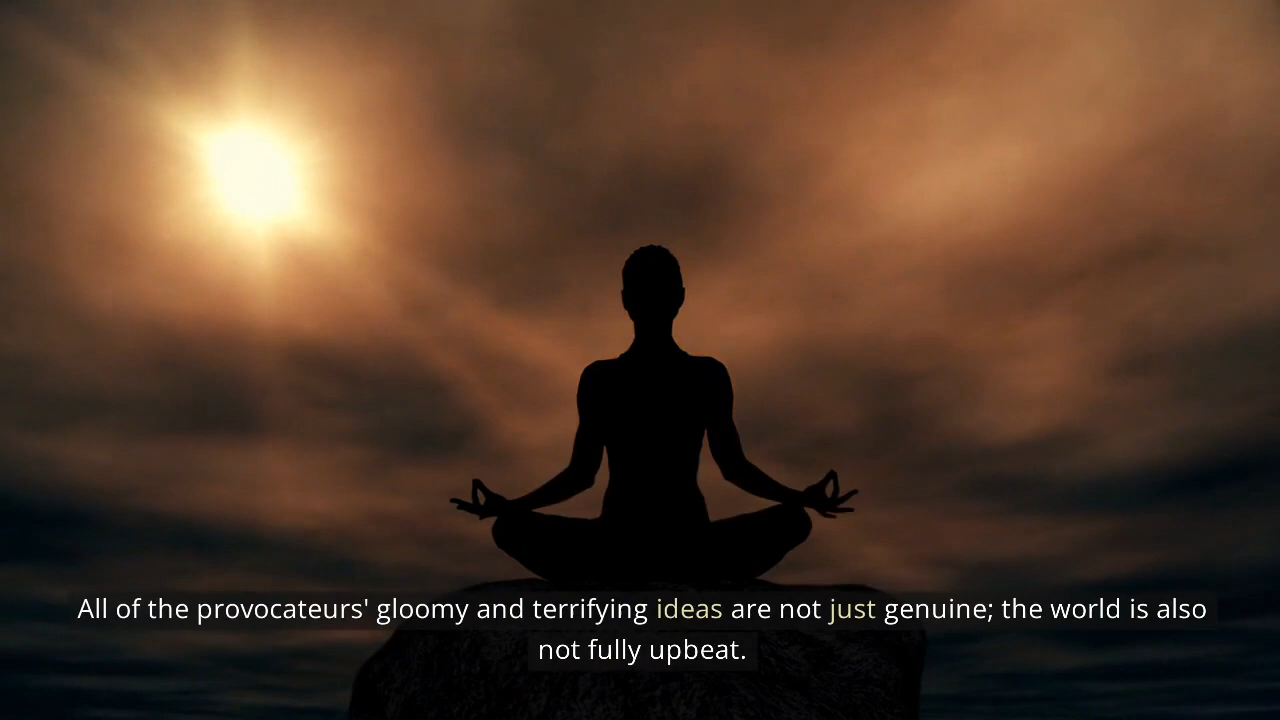 All of the provocateurs' gloomy and terrifying ideas are not just genuine; the world is also
not fully upbeat.